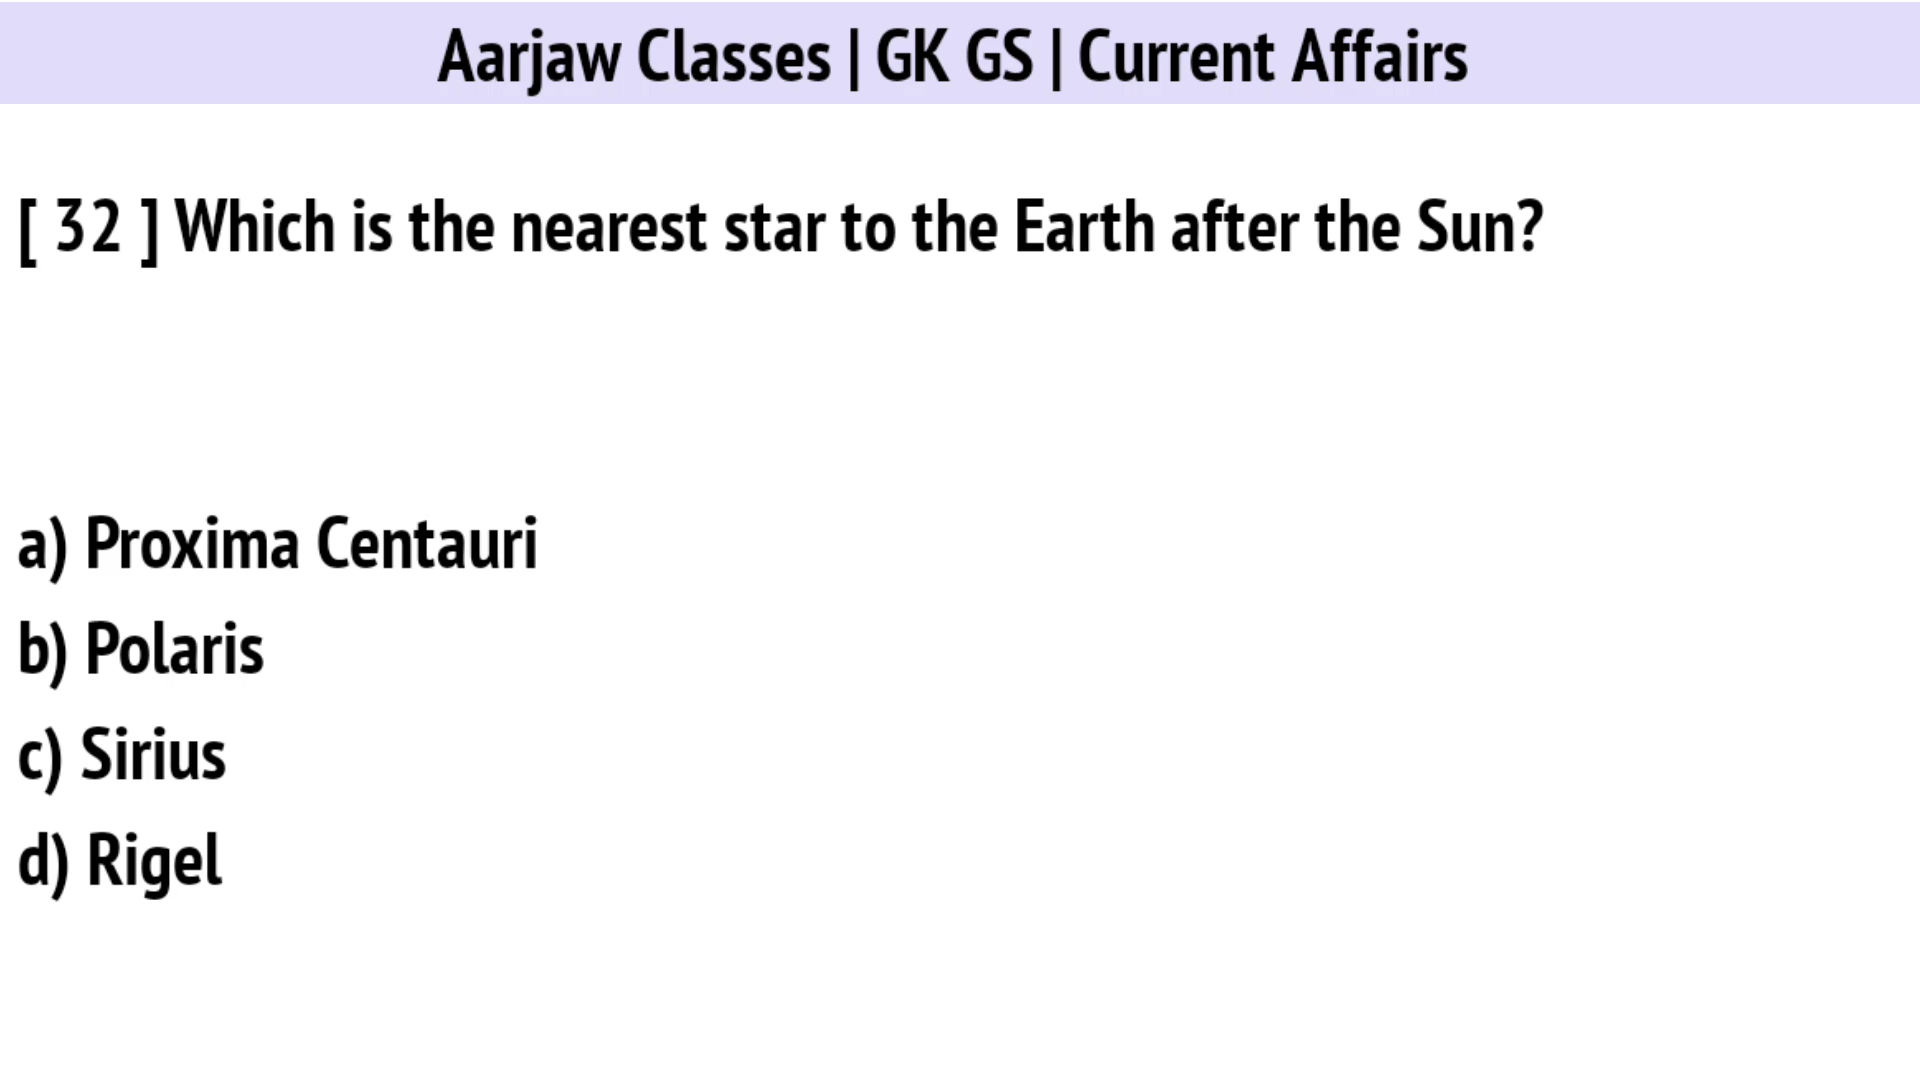 Aarjaw Classes | GK GS | Current Affairs
[ 32 ] Which is the nearest star to the Earth after the Sun?
a) Proxima Centauri
b) Polaris
c) Sirius
d) Rigel